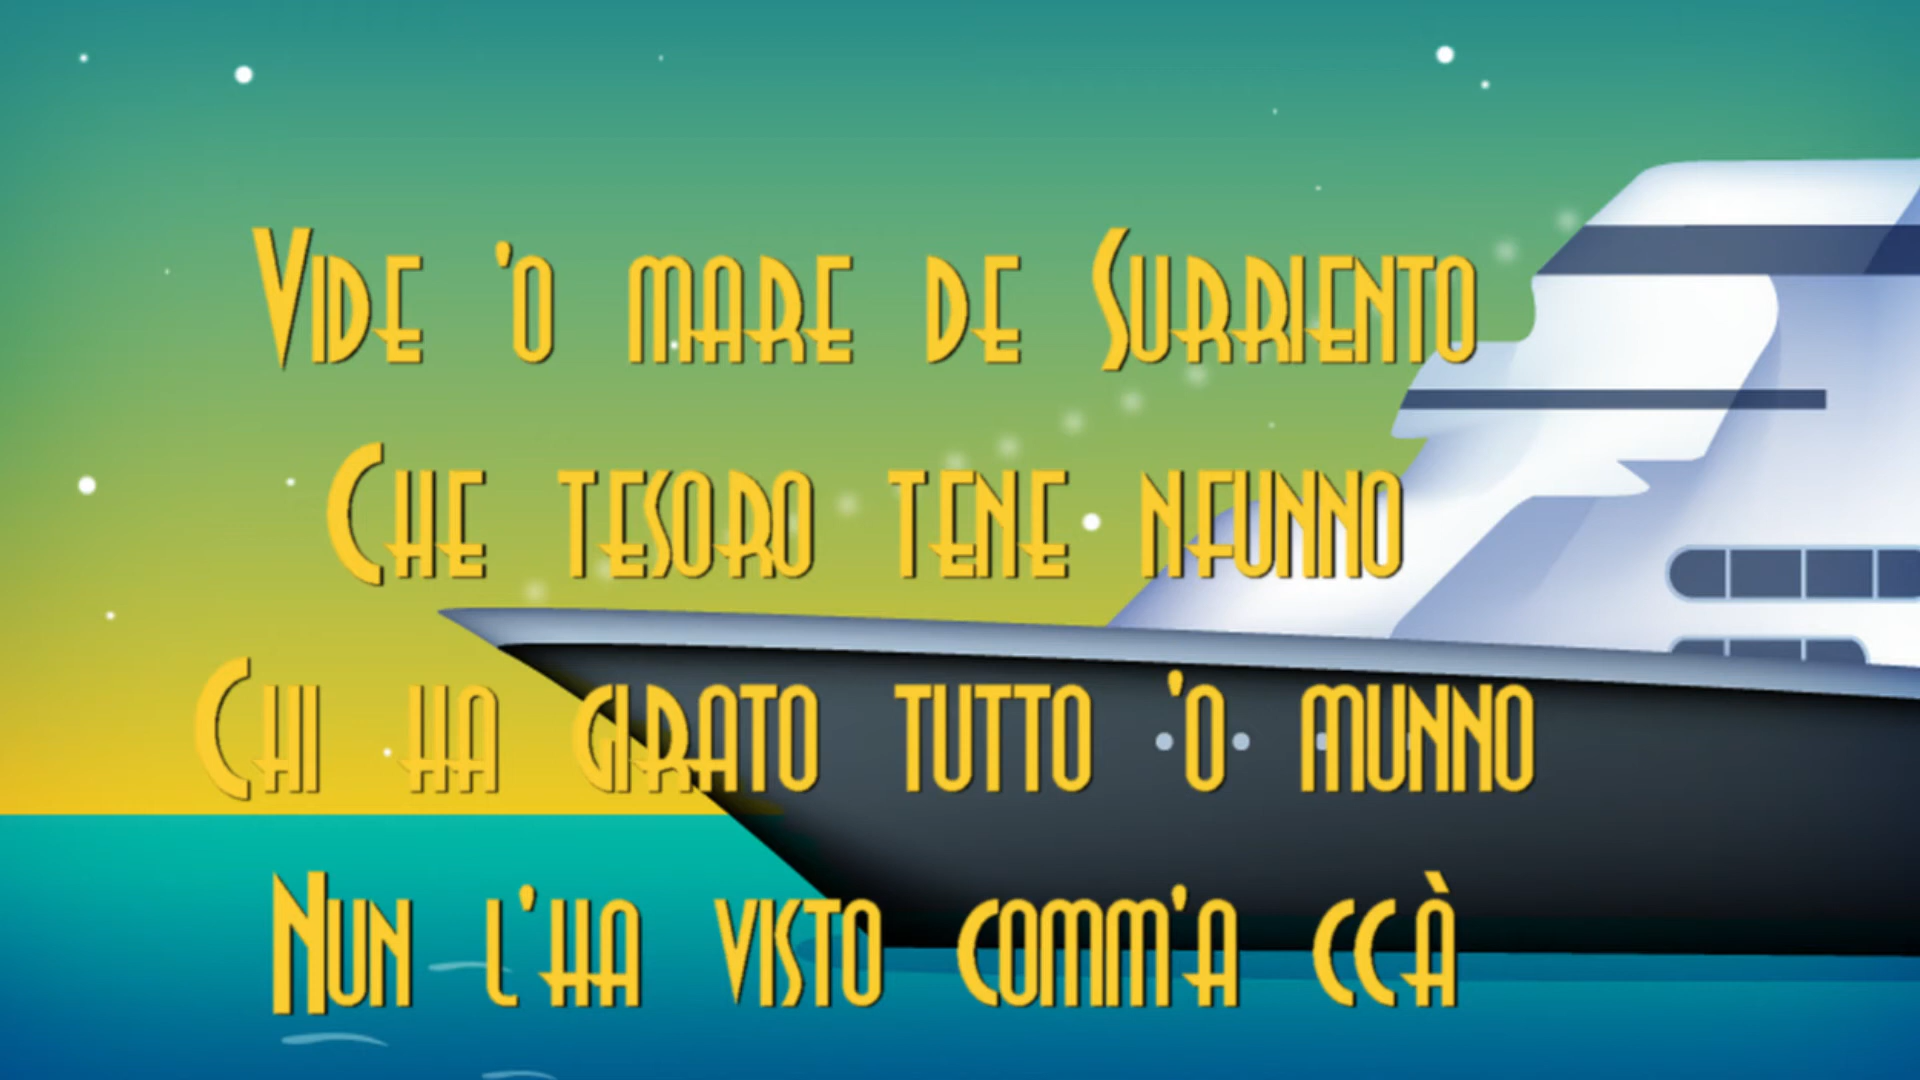 Vide 'o mare de Surriento
Che tesoro tene nfunno
Chi ha girato tutto 'o munno
Nun l'ha visto comm'a ccà